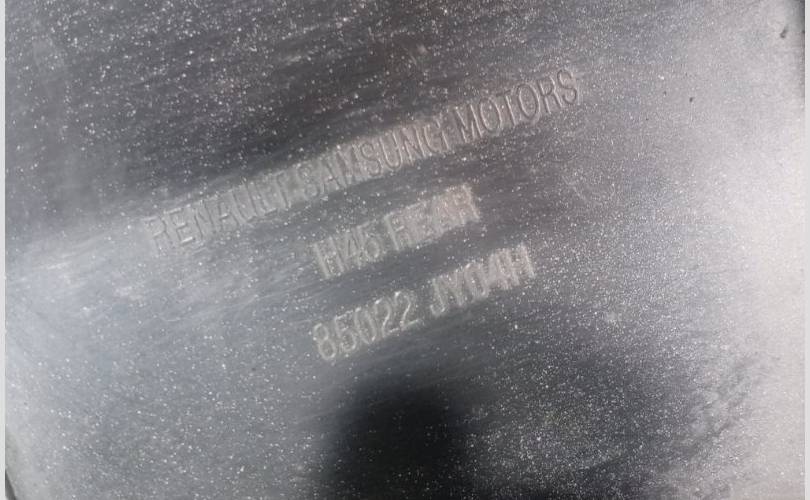 RENAULT SAMSUNG MOTORS
H45 REAR
85022 JY04H